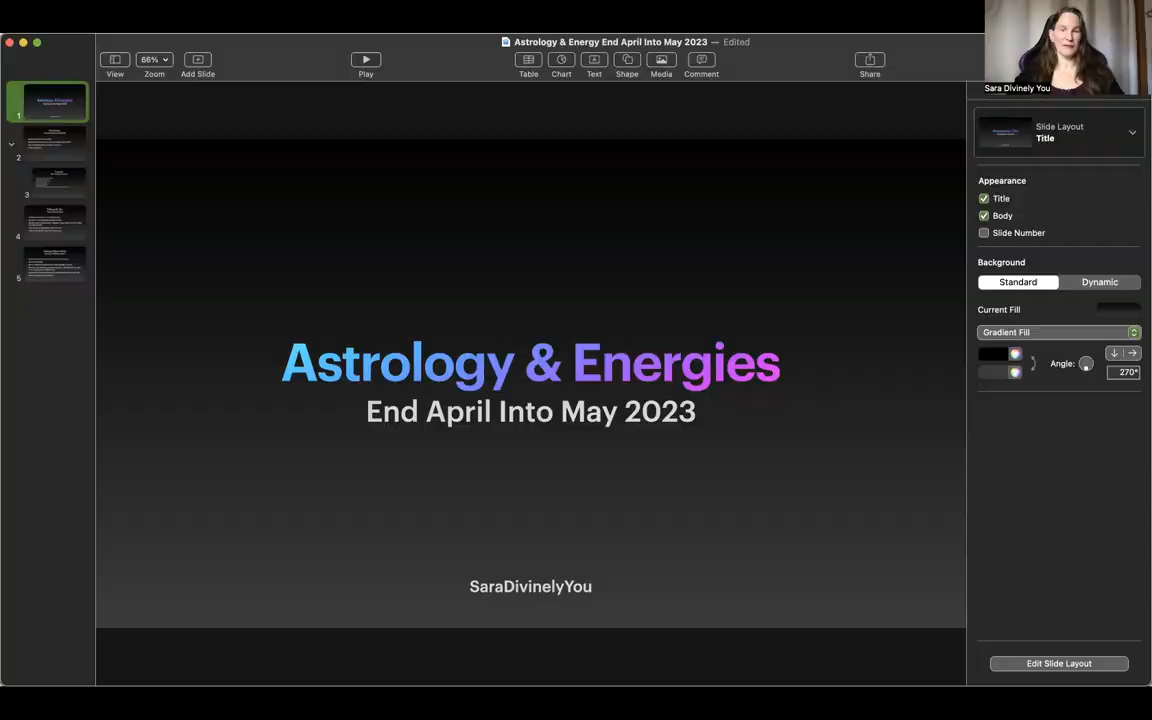 Astrology & Energy End April Into May 2023 — Edited
View
66%
Zoom
Add Slide
Play
Table
Chart
Text
Shape
Media
Comment
Share
Sara Divinely You
1
2
3
4
5
Astrology & Energies
End April Into May 2023
SaraDivinelyYou
Slide Layout
Title
Appearance
Title
Body
Slide Number
Background
Standard
Dynamic
Current Fill
Gradient Fill
Angle:
270°
Edit Slide Layout